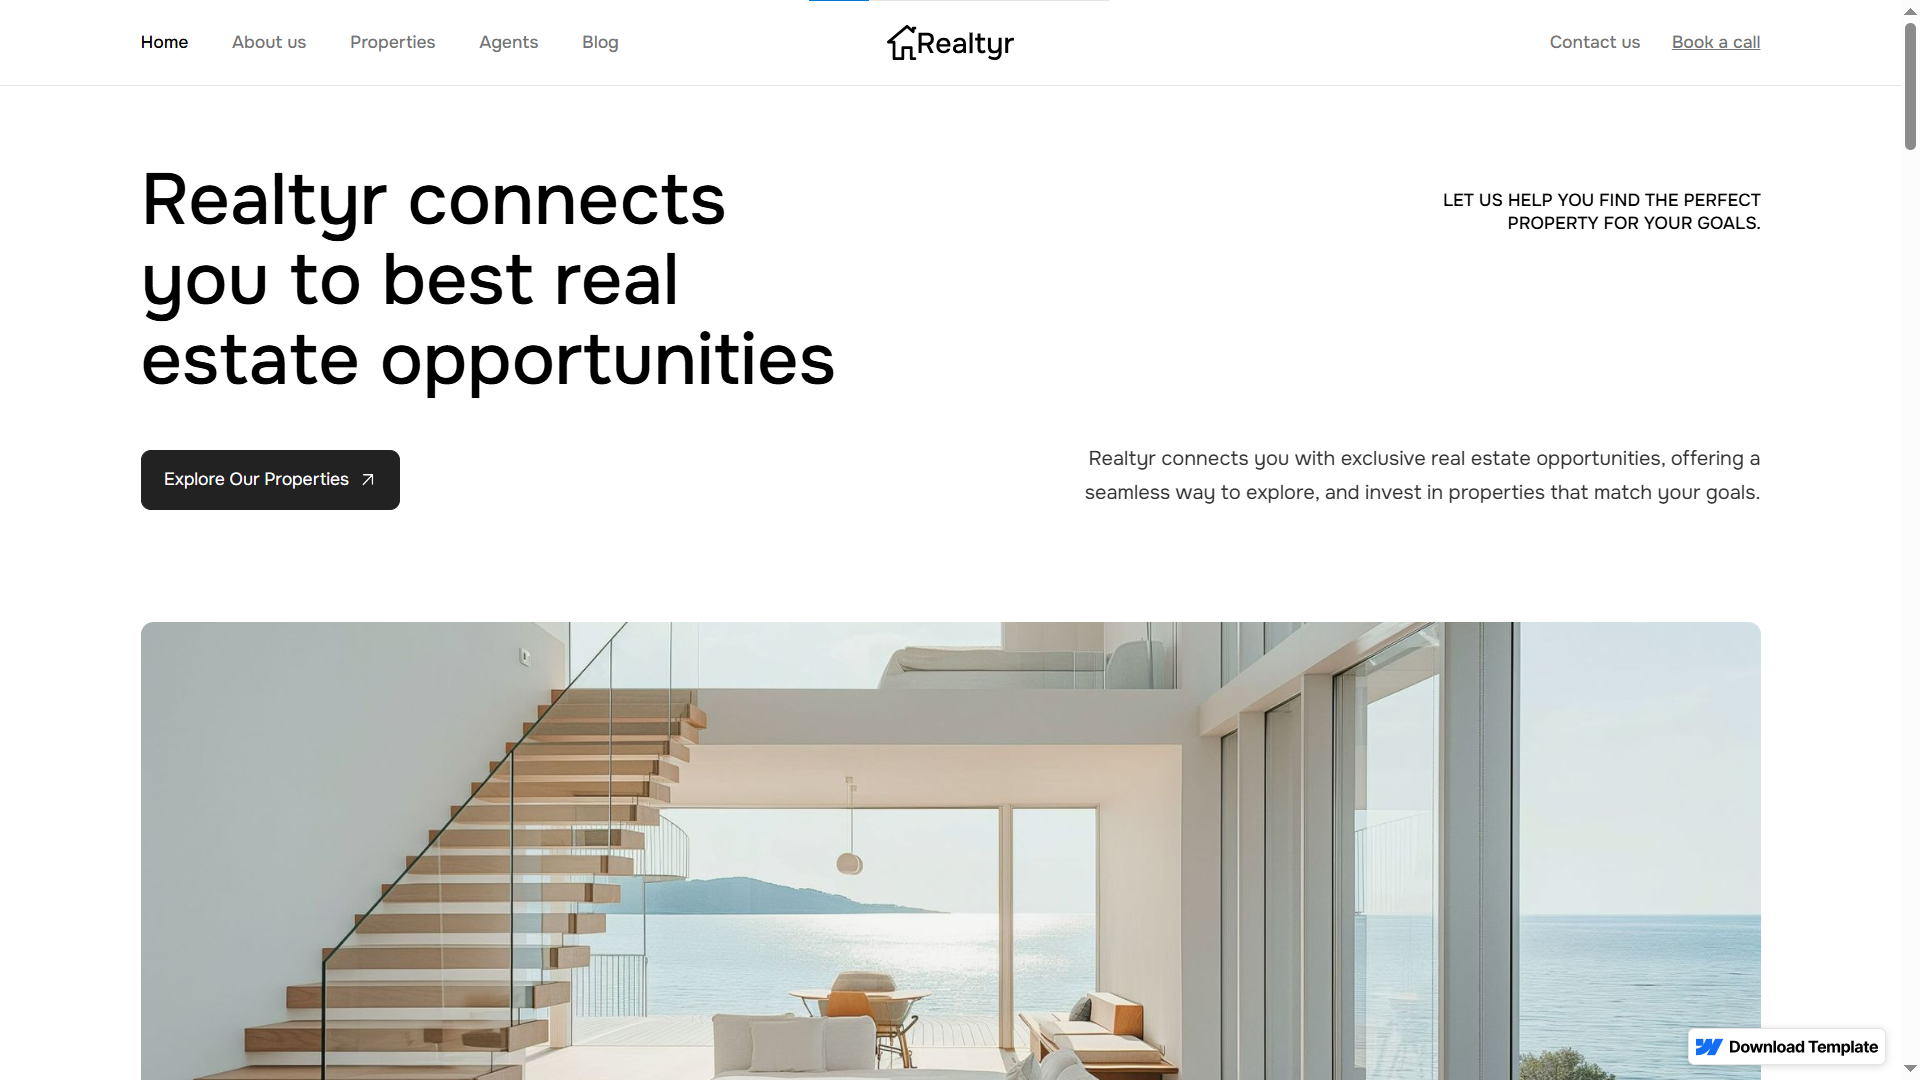 Home About us Properties Agents Blog Realtyr Contact us Book a call
Realtyr connects
you to best real
estate opportunities
LET US HELP YOU FIND THE PERFECT
PROPERTY FOR YOUR GOALS.
Explore Our Properties
Realtyr connects you with exclusive real estate opportunities, offering a
seamless way to explore, and invest in properties that match your goals.
Download Template